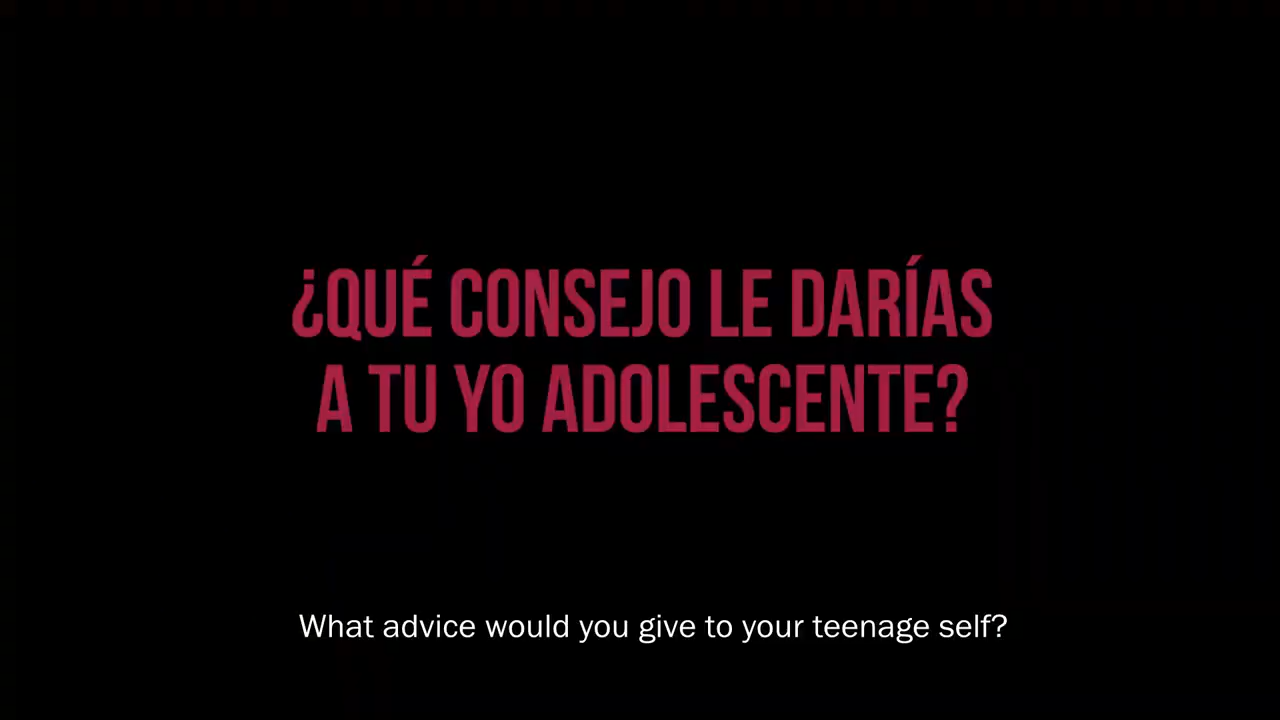 ¿QUÉ CONSEJO LE DARÍAS
A TU YO ADOLESCENTE?
What advice would you give to your teenage self?